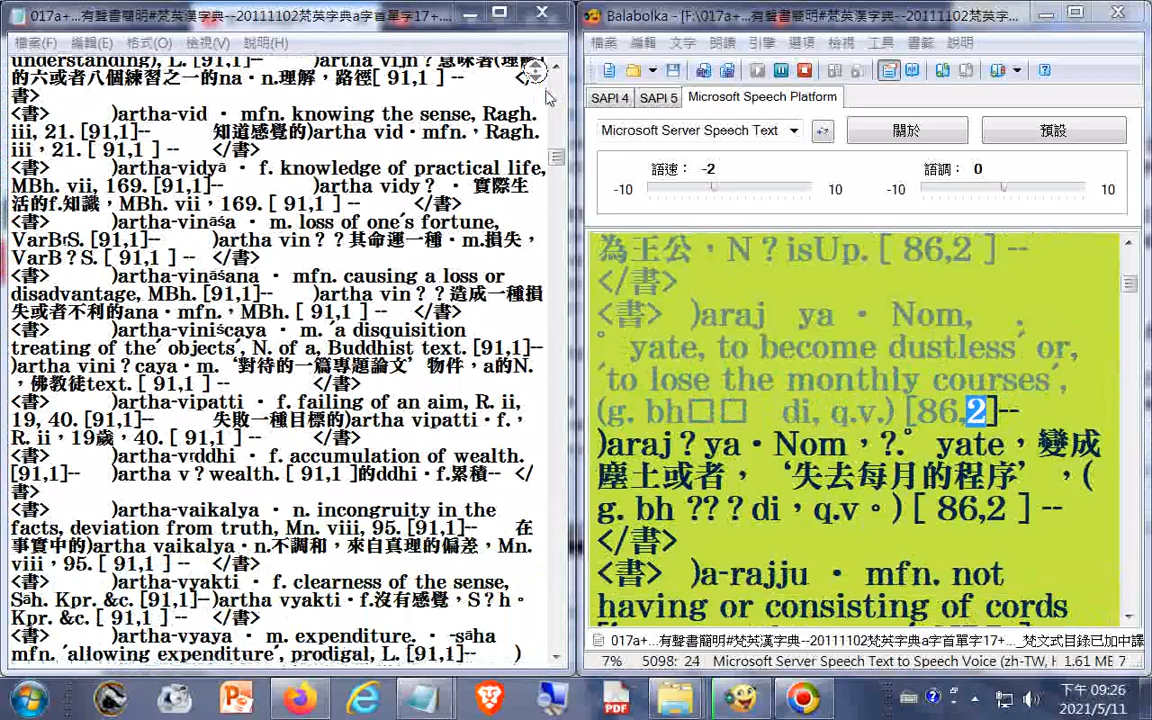 017a+...有聲書簡明#梵英漢字典--20111102梵英字典a字首單字17+...
檔案(F) 編輯(E) 格式(O) 檢視(V) 說明(H)
understanding), L. [91,1]--
的六或者八個練習之一的na・n.理解，路徑[ 91,1 ] -- </
書>
<書> )artha-vid ・ mfn. knowing the sense, Ragh.
iii, 21. [91,1]-- 知道感覺的)artha vid・mfn.，Ragh.
iii，21. [ 91,1 ] -- </書>
<書> )artha-vidyā ・ f. knowledge of practical life,
MBh. vii, 169. [91,1]-- )artha vidy？ ・ 實際生
活的f.知識，MBh. vii，169. [ 91,1 ] -- </書>
<書> )artha-vināśa ・ m. loss of one's fortune,
VarBṛS. [91,1]-- )artha vin？？其命運一種・m.損失，
VarB？S. [ 91,1 ] -- </書>
<書> )artha-vināśana ・ mfn. causing a loss or
disadvantage, MBh. [91,1]-- )artha vin？？造成一種損
失或者不利的ana・mfn.，MBh. [ 91,1 ] -- </書>
<書> )artha-viniścaya ・ m. 'a disquisition
treating of the' objects', N. of a, Buddhist text. [91,1]--
)artha vini？caya・m.‘對待的一篇專題論文’物件，a的N.
，佛教徒text. [ 91,1 ] -- </書>
<書> )artha-vipatti ・ f. failing of an aim, R. ii,
19, 40. [91,1]-- 失敗一種目標的)artha vipatti・f.，
R. ii，19歲，40. [ 91,1 ] -- </書>
<書> )artha-vṛddhi ・ f. accumulation of wealth.
[91,1]-- )artha v？wealth. [ 91,1 ]的ddhi・f.累積-- </
書>
<書> )artha-vaikalya ・ n. incongruity in the
facts, deviation from truth, Mn. viii, 95. [91,1]-- 在
事實中的)artha vaikalya・n.不調和，來自真理的偏差，Mn.
viii，95. [ 91,1 ] -- </書>
<書> )artha-vyakti ・ f. clearness of the sense,
Sāh. Kpr. &c. [91,1]-- )artha vyakti・f.沒有感覺，S？h。
Kpr. &c. [ 91,1 ] -- </書>
<書> )artha-vyaya ・ m. expenditure. ・ -saha
mfn. 'allowing expenditure', prodigal, L. [91,1]-- )
Balabolka - [F:\017a+...有聲書簡明#梵英漢字典--20111102梵英字...
檔案 編輯 文字 朗讀 引擎 選項 檢視 工具 書籤 說明
SAPI 4 SAPI 5 Microsoft Speech Platform
Microsoft Server Speech Text 關於 預設
語速： -2 語調： 0
-10 10 -10 10
為王公，N？isUp. [ 86,2 ] --
</書>
<書> )araj ya ・ Nom, ，
° yate, to become dustless' or,
'to lose the monthly courses',
(g. bh□□ di, q.v.) [86,2]--
)araj？ya・Nom，?.° yate，變成
塵土或者，‘失去每月的程序’，(
g. bh ???di，q.v。) [ 86,2 ] --
</書>
<書> )a-rajju ・ mfn. not
having or consisting of cords
017a+...有聲書簡明#梵英漢字典--20111102梵英字典a字首單字17+..._梵文式目錄已加中譯
7% 5098: 24 Microsoft Server Speech Text to Speech Voice (zh-TW, H 1.61 ME 7
下午 09:26
2021/5/11